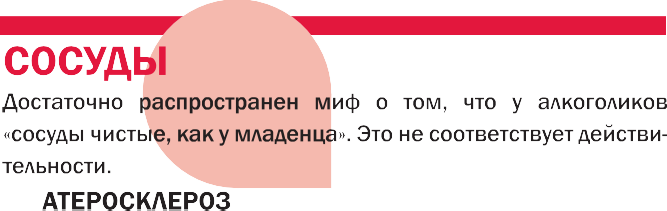 СОСУДЫ
Достаточно распространен миф о том, что у алкоголиков
«сосуды чистые, как у младенца». Это не соответствует действи-
тельности.
АТЕРОСКЛЕРОЗ